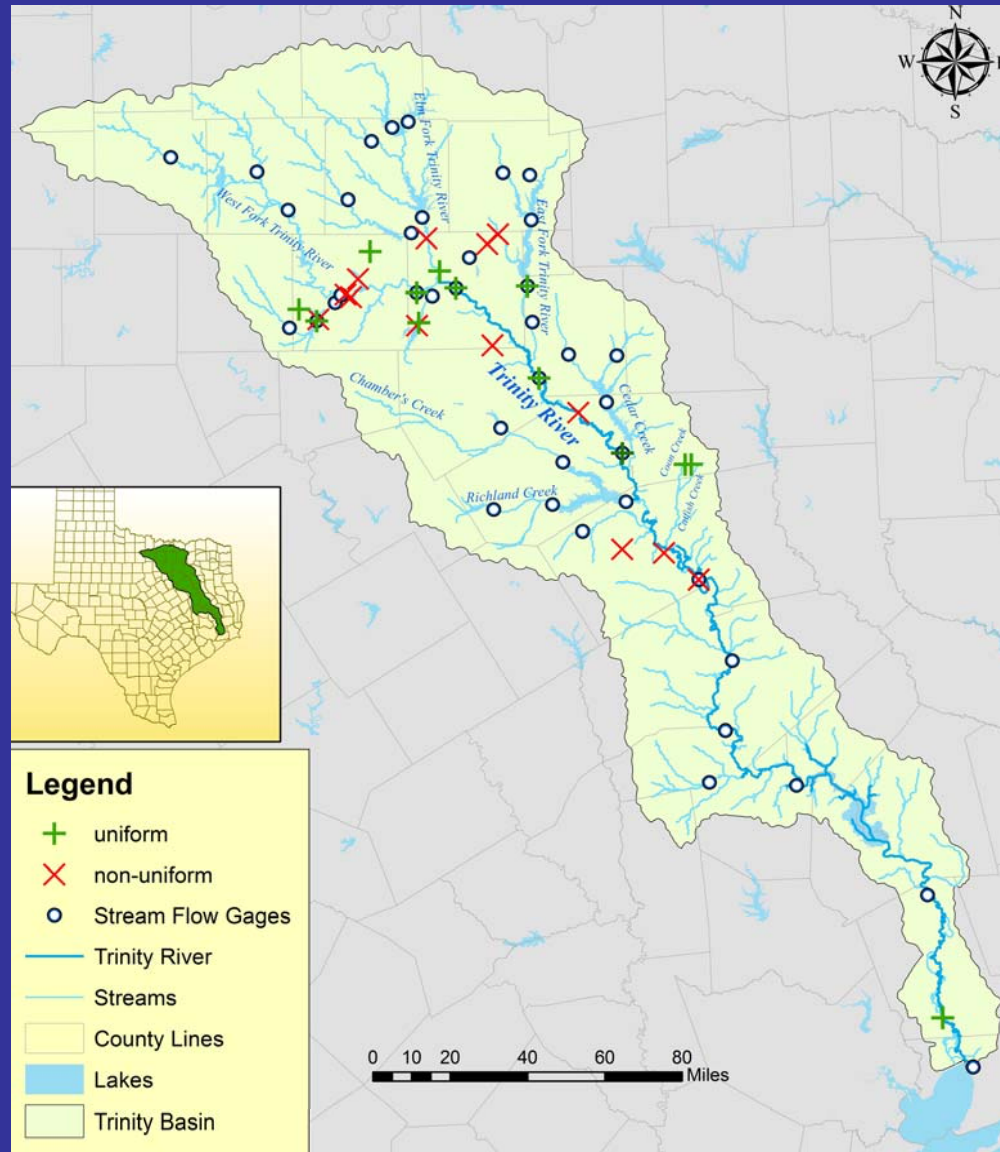 N
W
E
S
Elm Fork Trinity River
West Fork Trinity River
East Fork Trinity River
Trinity River
Chamber's Creek
Cedar Creek
Coon Creek
Richland Creek
Catfish Creek
Legend
uniform
non-uniform
Stream Flow Gages
Trinity River
Streams
County Lines
Lakes
Trinity Basin
0 10 20 40 60 80
Miles